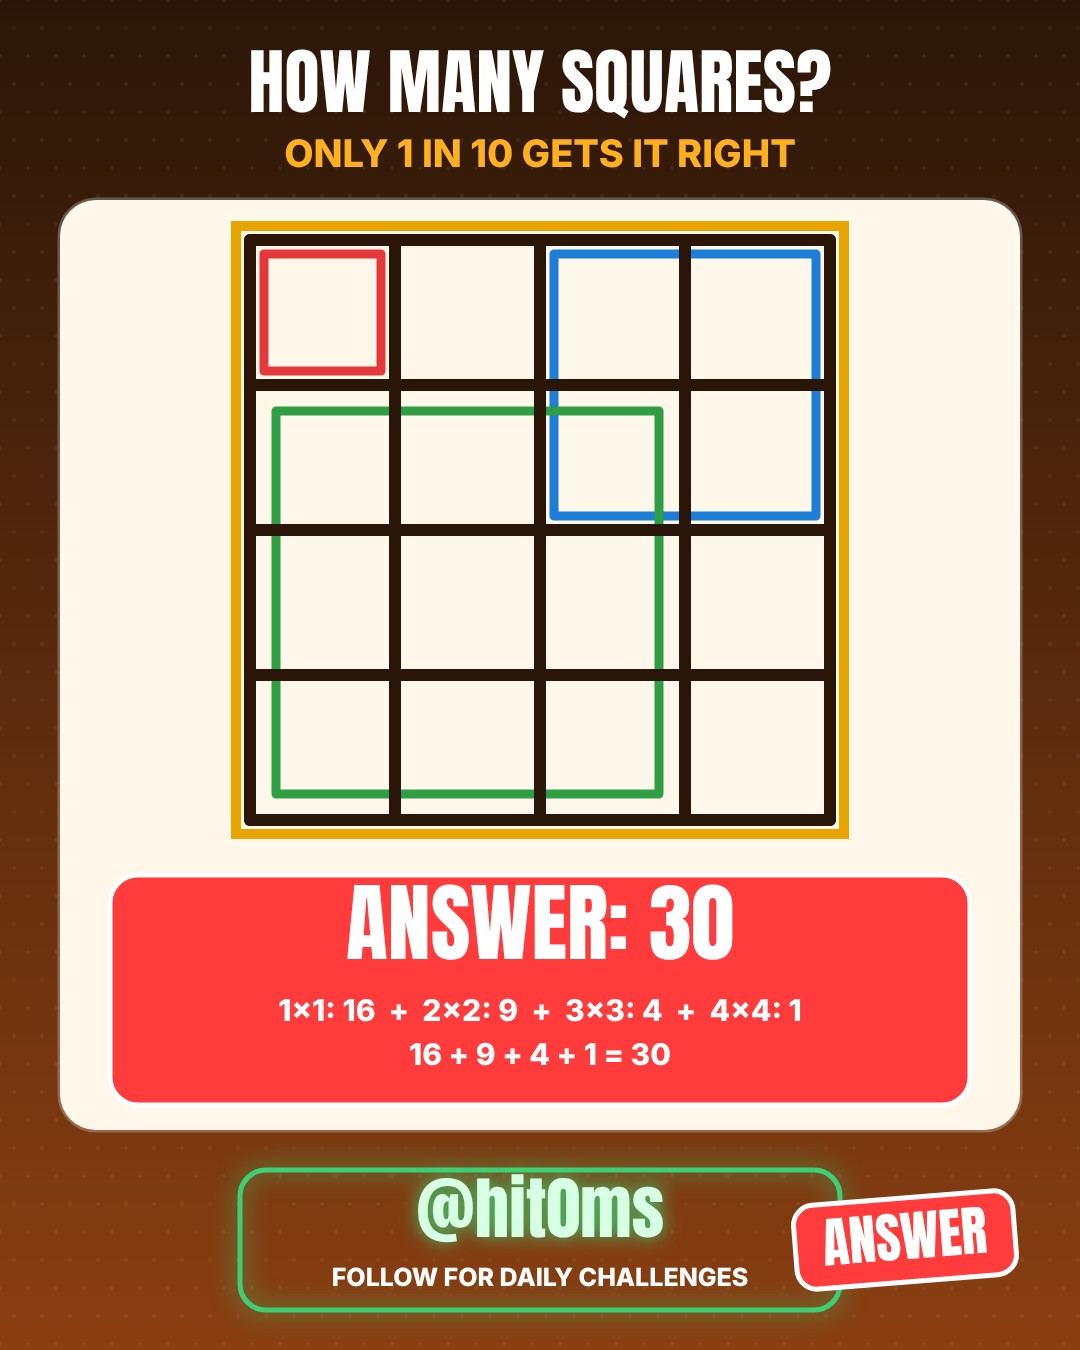 HOW MANY SQUARES?
ONLY 1 IN 10 GETS IT RIGHT
ANSWER: 30
1×1: 16 + 2×2: 9 + 3×3: 4 + 4×4: 1
16 + 9 + 4 + 1 = 30
@hit0ms
FOLLOW FOR DAILY CHALLENGES
ANSWER